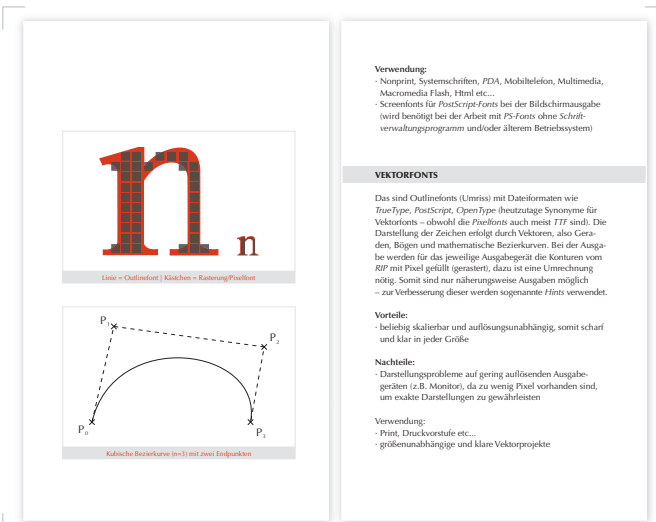 n n
Linie = Outlinefont | Kästchen = Rasterung/Pixelfont
P1
P2
P0
P3
Kubische Bezierkurve (n=3) mit zwei Endpunkten
Verwendung:
· Nonprint, Systemschriften, PDA, Mobiltelefon, Multimedia,
Macromedia Flash, Html etc...
· Screenfonts für PostScript-Fonts bei der Bildschirmausgabe
(wird benötigt bei der Arbeit mit PS-Fonts ohne Schrift-
verwaltungsprogramm und/oder älterem Betriebssystem)
VEKTORFONTS
Das sind Outlinefonts (Umriss) mit Dateiformaten wie
TrueType, PostScript, OpenType (heutzutage Synonyme für
Vektorfonts – obwohl die Pixelfonts auch meist TTF sind). Die
Darstellung der Zeichen erfolgt durch Vektoren, also Gera-
den, Bögen und mathematische Bezierkurven. Bei der Ausga-
be werden für das jeweilige Ausgabegerät die Konturen vom
RIP mit Pixel gefüllt (gerastert), dazu ist eine Umrechnung
nötig. Somit sind nur näherungsweise Ausgaben möglich
– zur Verbesserung dieser werden sogenannte Hints verwendet.
Vorteile:
· beliebig skalierbar und auflösungsunabhängig, somit scharf
und klar in jeder Größe
Nachteile:
· Darstellungsprobleme auf gering auflösenden Ausgabe-
geräten (z.B. Monitor), da zu wenig Pixel vorhanden sind,
um exakte Darstellungen zu gewährleisten
Verwendung:
· Print, Druckvorstufe etc...
· größenunabhängige und klare Vektorprojekte